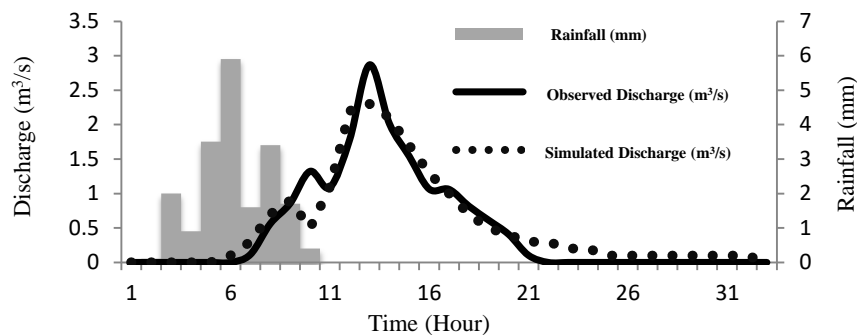 3.5
3
2.5
2
1.5
1
0.5
0
Discharge (m³/s)
7
6
5
4
3
2
1
0
Rainfall (mm)
Rainfall (mm)
Observed Discharge (m³/s)
Simulated Discharge (m³/s)
1 6 11 16 21 26 31
Time (Hour)